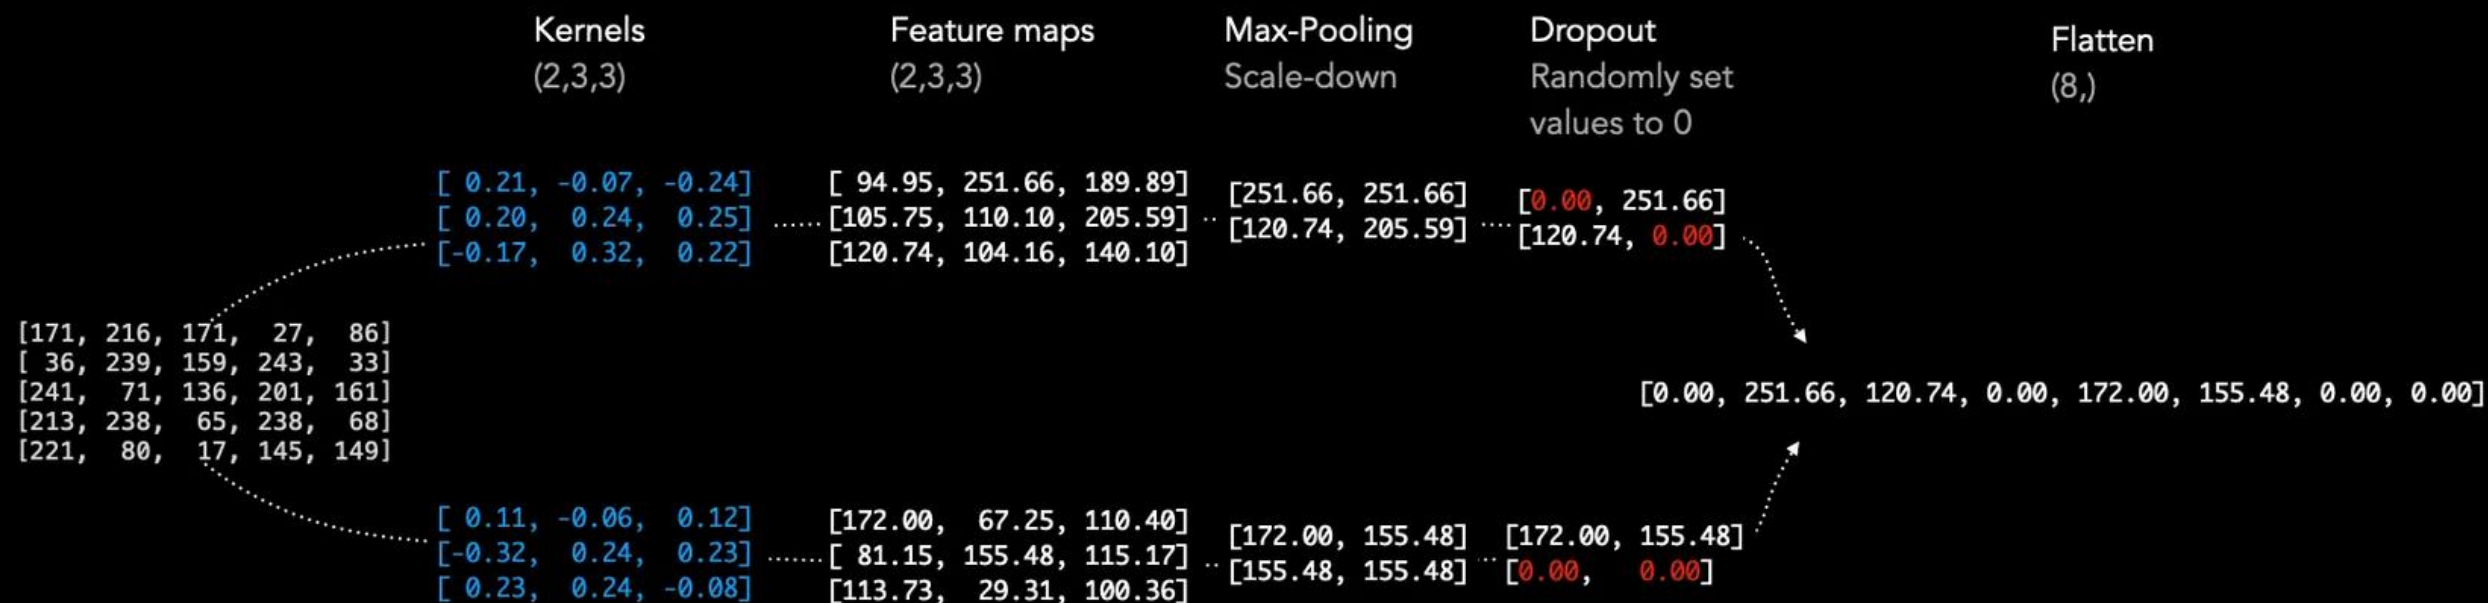 Kernels
(2,3,3)
Feature maps
(2,3,3)
Max-Pooling
Scale-down
Dropout
Randomly set
values to 0
Flatten
(8,)
[171, 216, 171, 27, 86]
[ 36, 239, 159, 243, 33]
[241, 71, 136, 201, 161]
[213, 238, 65, 238, 68]
[221, 80, 17, 145, 149]
[ 0.21, -0.07, -0.24]
[ 0.20, 0.24, 0.25]
[-0.17, 0.32, 0.22]
[ 94.95, 251.66, 189.89]
[105.75, 110.10, 205.59]
[120.74, 104.16, 140.10]
[251.66, 251.66]
[120.74, 205.59]
[0.00, 251.66]
[120.74, 0.00]
[ 0.11, -0.06, 0.12]
[-0.32, 0.24, 0.23]
[ 0.23, 0.24, -0.08]
[172.00, 67.25, 110.40]
[ 81.15, 155.48, 115.17]
[113.73, 29.31, 100.36]
[172.00, 155.48]
[155.48, 155.48]
[172.00, 155.48]
[0.00, 0.00]
[0.00, 251.66, 120.74, 0.00, 172.00, 155.48, 0.00, 0.00]